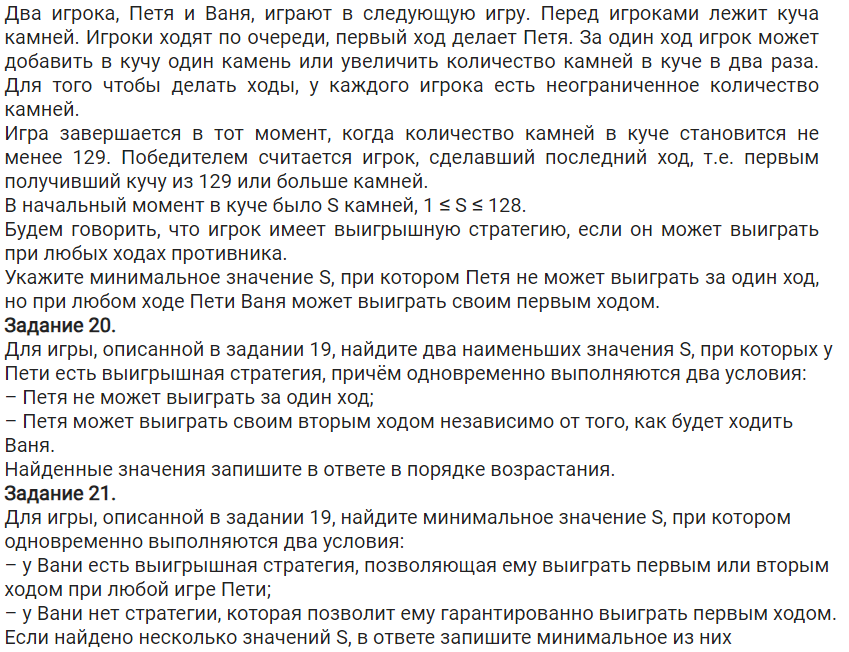 Два игрока, Петя и Ваня, играют в следующую игру. Перед игроками лежит куча
камней. Игроки ходят по очереди, первый ход делает Петя. За один ход игрок может
добавить в кучу один камень или увеличить количество камней в куче в два раза.
Для того чтобы делать ходы, у каждого игрока есть неограниченное количество
камней.
Игра завершается в тот момент, когда количество камней в куче становится не
менее 129. Победителем считается игрок, сделавший последний ход, т.е. первым
получивший кучу из 129 или больше камней.
В начальный момент в куче было S камней, 1 ≤ S ≤ 128.
Будем говорить, что игрок имеет выигрышную стратегию, если он может выиграть
при любых ходах противника.
Укажите минимальное значение S, при котором Петя не может выиграть за один ход,
но при любом ходе Пети Ваня может выиграть своим первым ходом.
Задание 20.
Для игры, описанной в задании 19, найдите два наименьших значения S, при которых у
Пети есть выигрышная стратегия, причём одновременно выполняются два условия:
– Петя не может выиграть за один ход;
– Петя может выиграть своим вторым ходом независимо от того, как будет ходить
Ваня.
Найденные значения запишите в ответе в порядке возрастания.
Задание 21.
Для игры, описанной в задании 19, найдите минимальное значение S, при котором
одновременно выполняются два условия:
– у Вани есть выигрышная стратегия, позволяющая ему выиграть первым или вторым
ходом при любой игре Пети;
– у Вани нет стратегии, которая позволит ему гарантированно выиграть первым ходом.
Если найдено несколько значений S, в ответе запишите минимальное из них